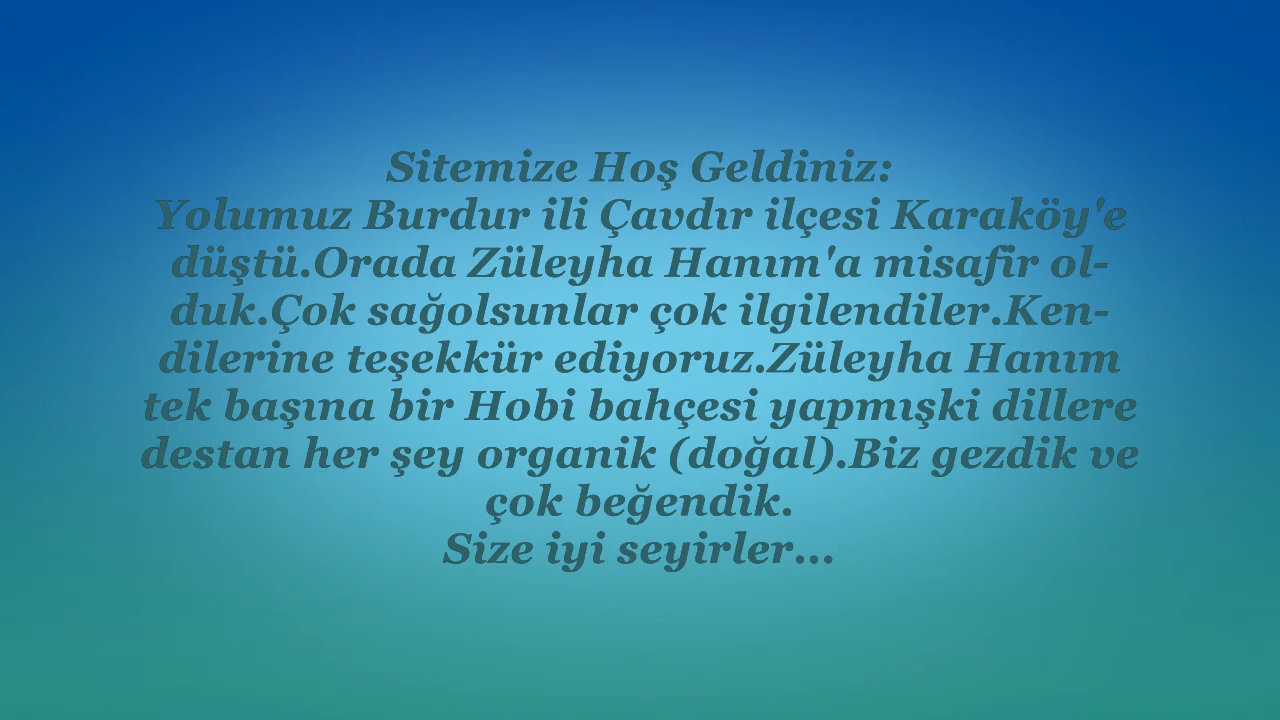 Sitemize Hoş Geldiniz:
Yolumuz Burdur ili Çavdır ilçesi Karaköy'e
düştü.Orada Züleyha Hanım'a misafir ol-
duk.Çok sağolsunlar çok ilgilendiler.Ken-
dilerine teşekkür ediyoruz.Züleyha Hanım
tek başına bir Hobi bahçesi yapmışki dillere
destan her şey organik (doğal).Biz gezdik ve
çok beğendik.
Size iyi seyirler...